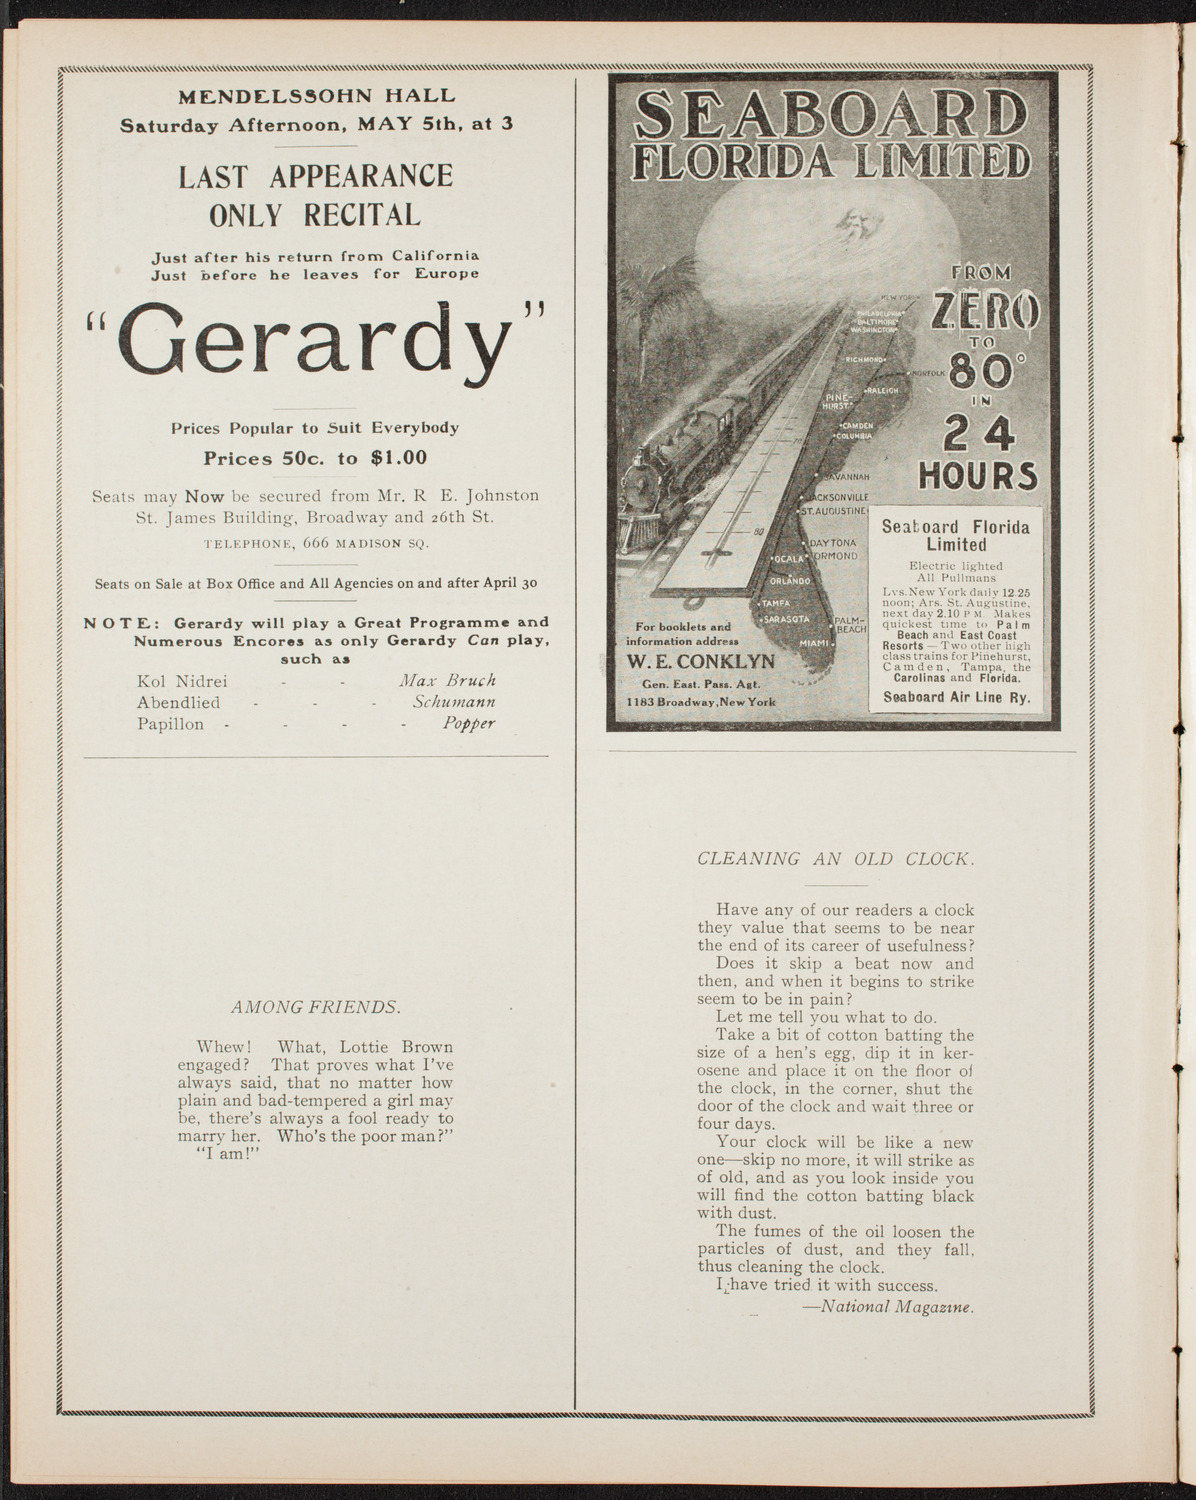 MENDELSSOHN HALL
Saturday Afternoon, MAY 5th, at 3
LAST APPEARANCE
ONLY RECITAL
Just after his return from California
Just before he leaves for Europe
"Gerardy"
Prices Popular to Suit Everybody
Prices 50c. to $1.00
Seats may Now be secured from Mr. R E. Johnston
St. James Building, Broadway and 26th St.
TELEPHONE, 666 MADISON SQ.
Seats on Sale at Box Office and All Agencies on and after April 30
NOTE: Gerardy will play a Great Programme and
Numerous Encores as only Gerardy Can play,
such as
Kol Nidrei - - Max Bruch
Abendlied - - - Schumann
Papillon - - - - Popper
AMONG FRIENDS.
Whew! What, Lottie Brown
engaged? That proves what I've
always said, that no matter how
plain and bad-tempered a girl may
be, there's always a fool ready to
marry her. Who's the poor man?"
"I am!"
SEABOARD
FLORIDA LIMITED
FROM
ZERO
TO
80°
IN
24
HOURS
NEW YORK
PHILADELPHIA
BALTIMORE
WASHINGTON
RICHMOND
NORFOLK
RALEIGH
PINE-
HURST
CAMDEN
COLUMBIA
SAVANNAH
JACKSONVILLE
ST. AUGUSTINE
80
DAYTONA
ORMOND
OCALA
ORLANDO
TAMPA
SARASOTA
PALM-
BEACH
MIAMI
For booklets and
information address
W. E. CONKLYN
Gen. East. Pass. Agt.
1183 Broadway, New York
Seaboard Florida
Limited
Electric lighted
All Pullmans
Lvs. New York daily 12 25
noon; Ars. St. Augustine,
next day 2.10 P M. Makes
quickest time to Palm
Beach and East Coast
Resorts — Two other high
class trains for Pinehurst,
Camden, Tampa, the
Carolinas and Florida.
Seaboard Air Line Ry.
CLEANING AN OLD CLOCK.
Have any of our readers a clock
they value that seems to be near
the end of its career of usefulness?
Does it skip a beat now and
then, and when it begins to strike
seem to be in pain?
Let me tell you what to do.
Take a bit of cotton batting the
size of a hen's egg, dip it in ker-
osene and place it on the floor of
the clock, in the corner, shut the
door of the clock and wait three or
four days.
Your clock will be like a new
one—skip no more, it will strike as
of old, and as you look inside you
will find the cotton batting black
with dust.
The fumes of the oil loosen the
particles of dust, and they fall,
thus cleaning the clock.
I have tried it with success.
—National Magazine.